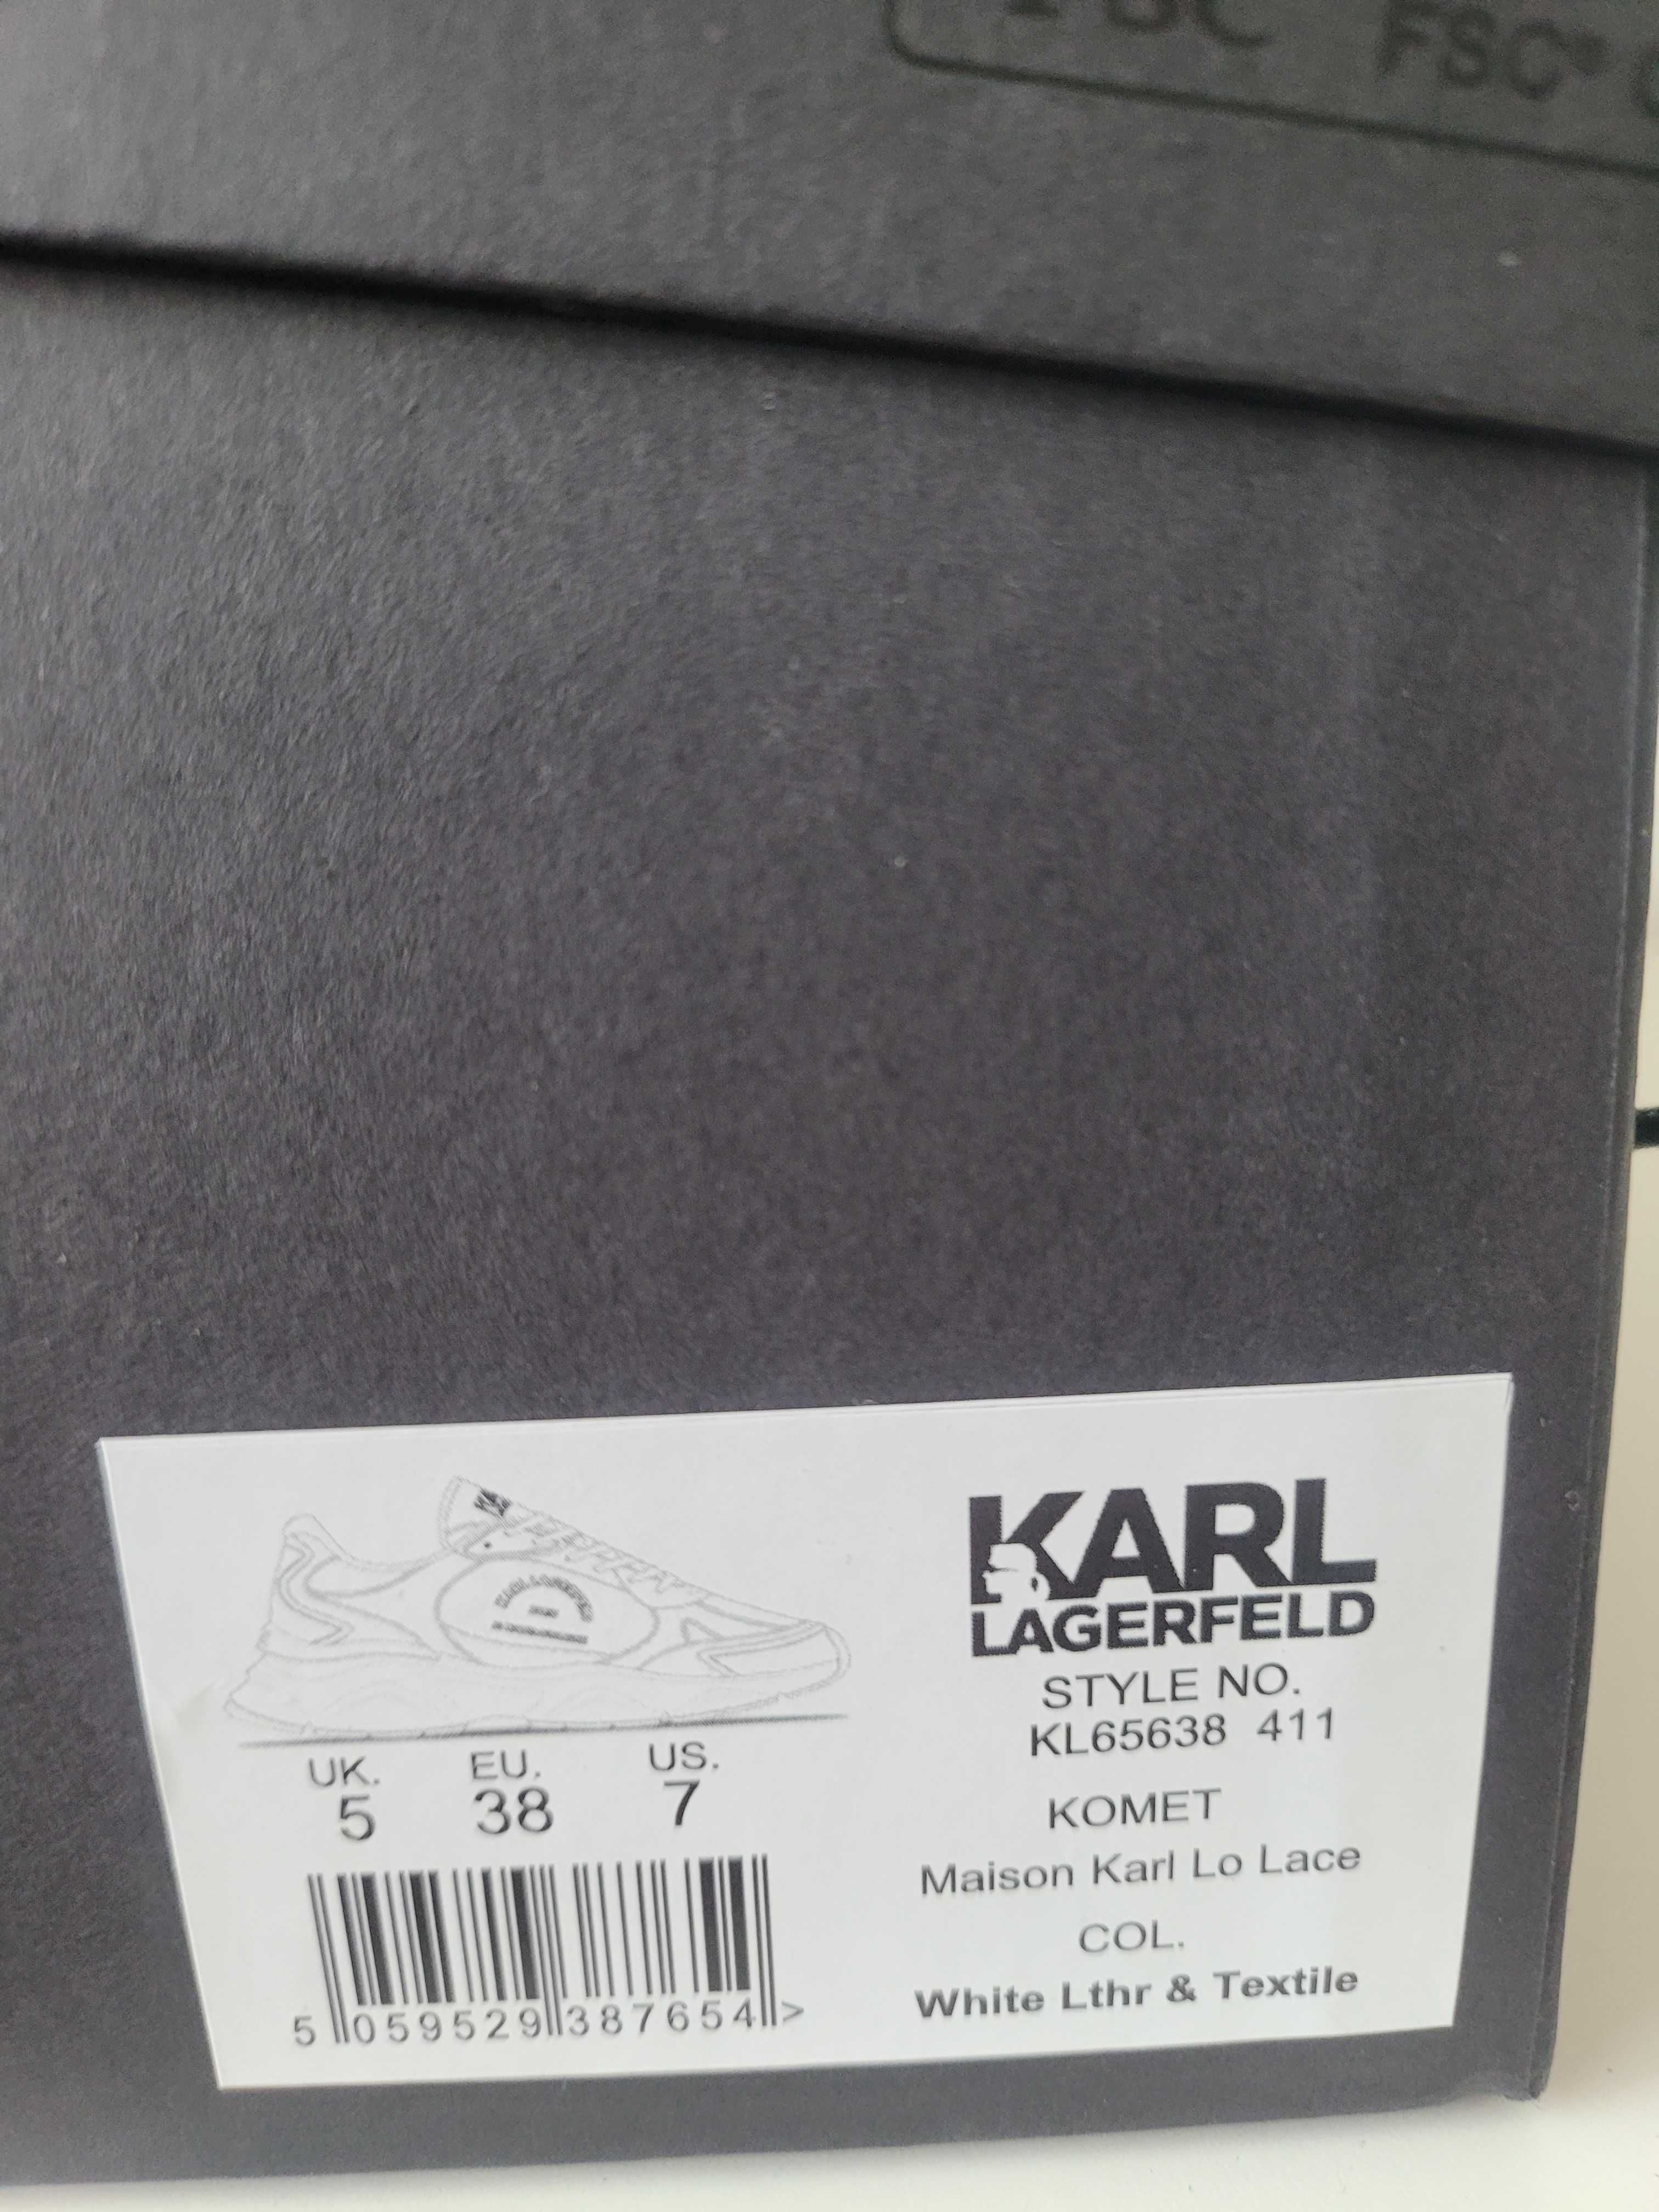 FSC®
KARL
LAGERFELD
STYLE NO.
KL65638 411
KOMET
Maison Karl Lo Lace
COL.
White Lthr & Textile
UK. EU. US.
5 38 7
5 059529 387654 >